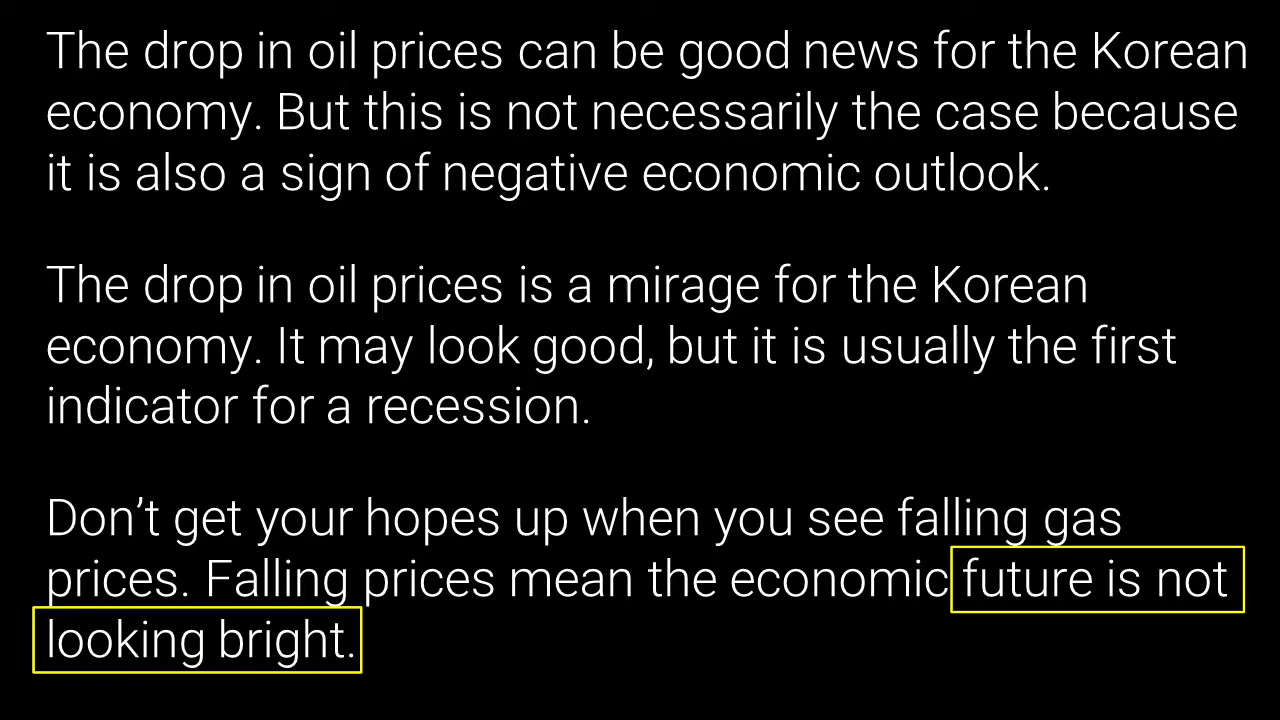 The drop in oil prices can be good news for the Korean
economy. But this is not necessarily the case because
it is also a sign of negative economic outlook.
The drop in oil prices is a mirage for the Korean
economy. It may look good, but it is usually the first
indicator for a recession.
Don’t get your hopes up when you see falling gas
prices. Falling prices mean the economic future is not
looking bright.